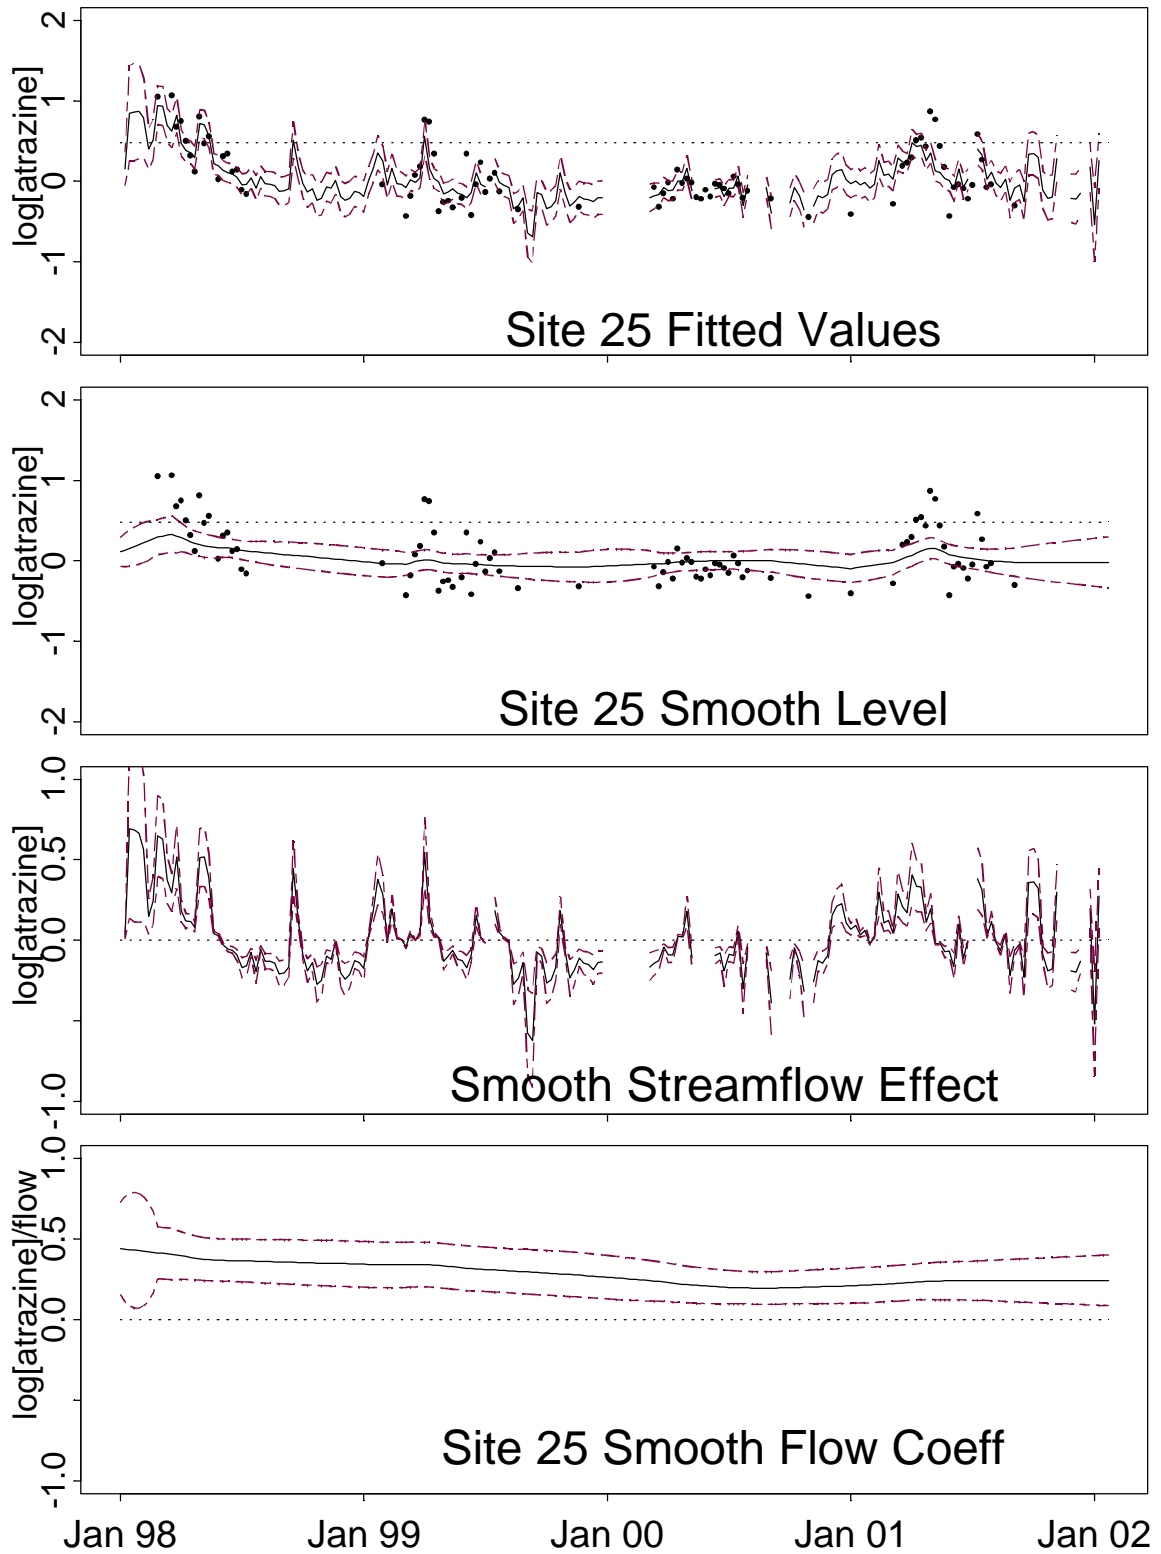 2
1
0
-1
-2
log[atrazine]
Site 25 Fitted Values
2
1
0
-1
-2
log[atrazine]
Site 25 Smooth Level
1.0
0.5
0.0
-1.0
log[atrazine]
Smooth Streamflow Effect
1.0
0.5
0.0
-1.0
log[atrazine]/flow
Site 25 Smooth Flow Coeff
Jan 98 Jan 99 Jan 00 Jan 01 Jan 02